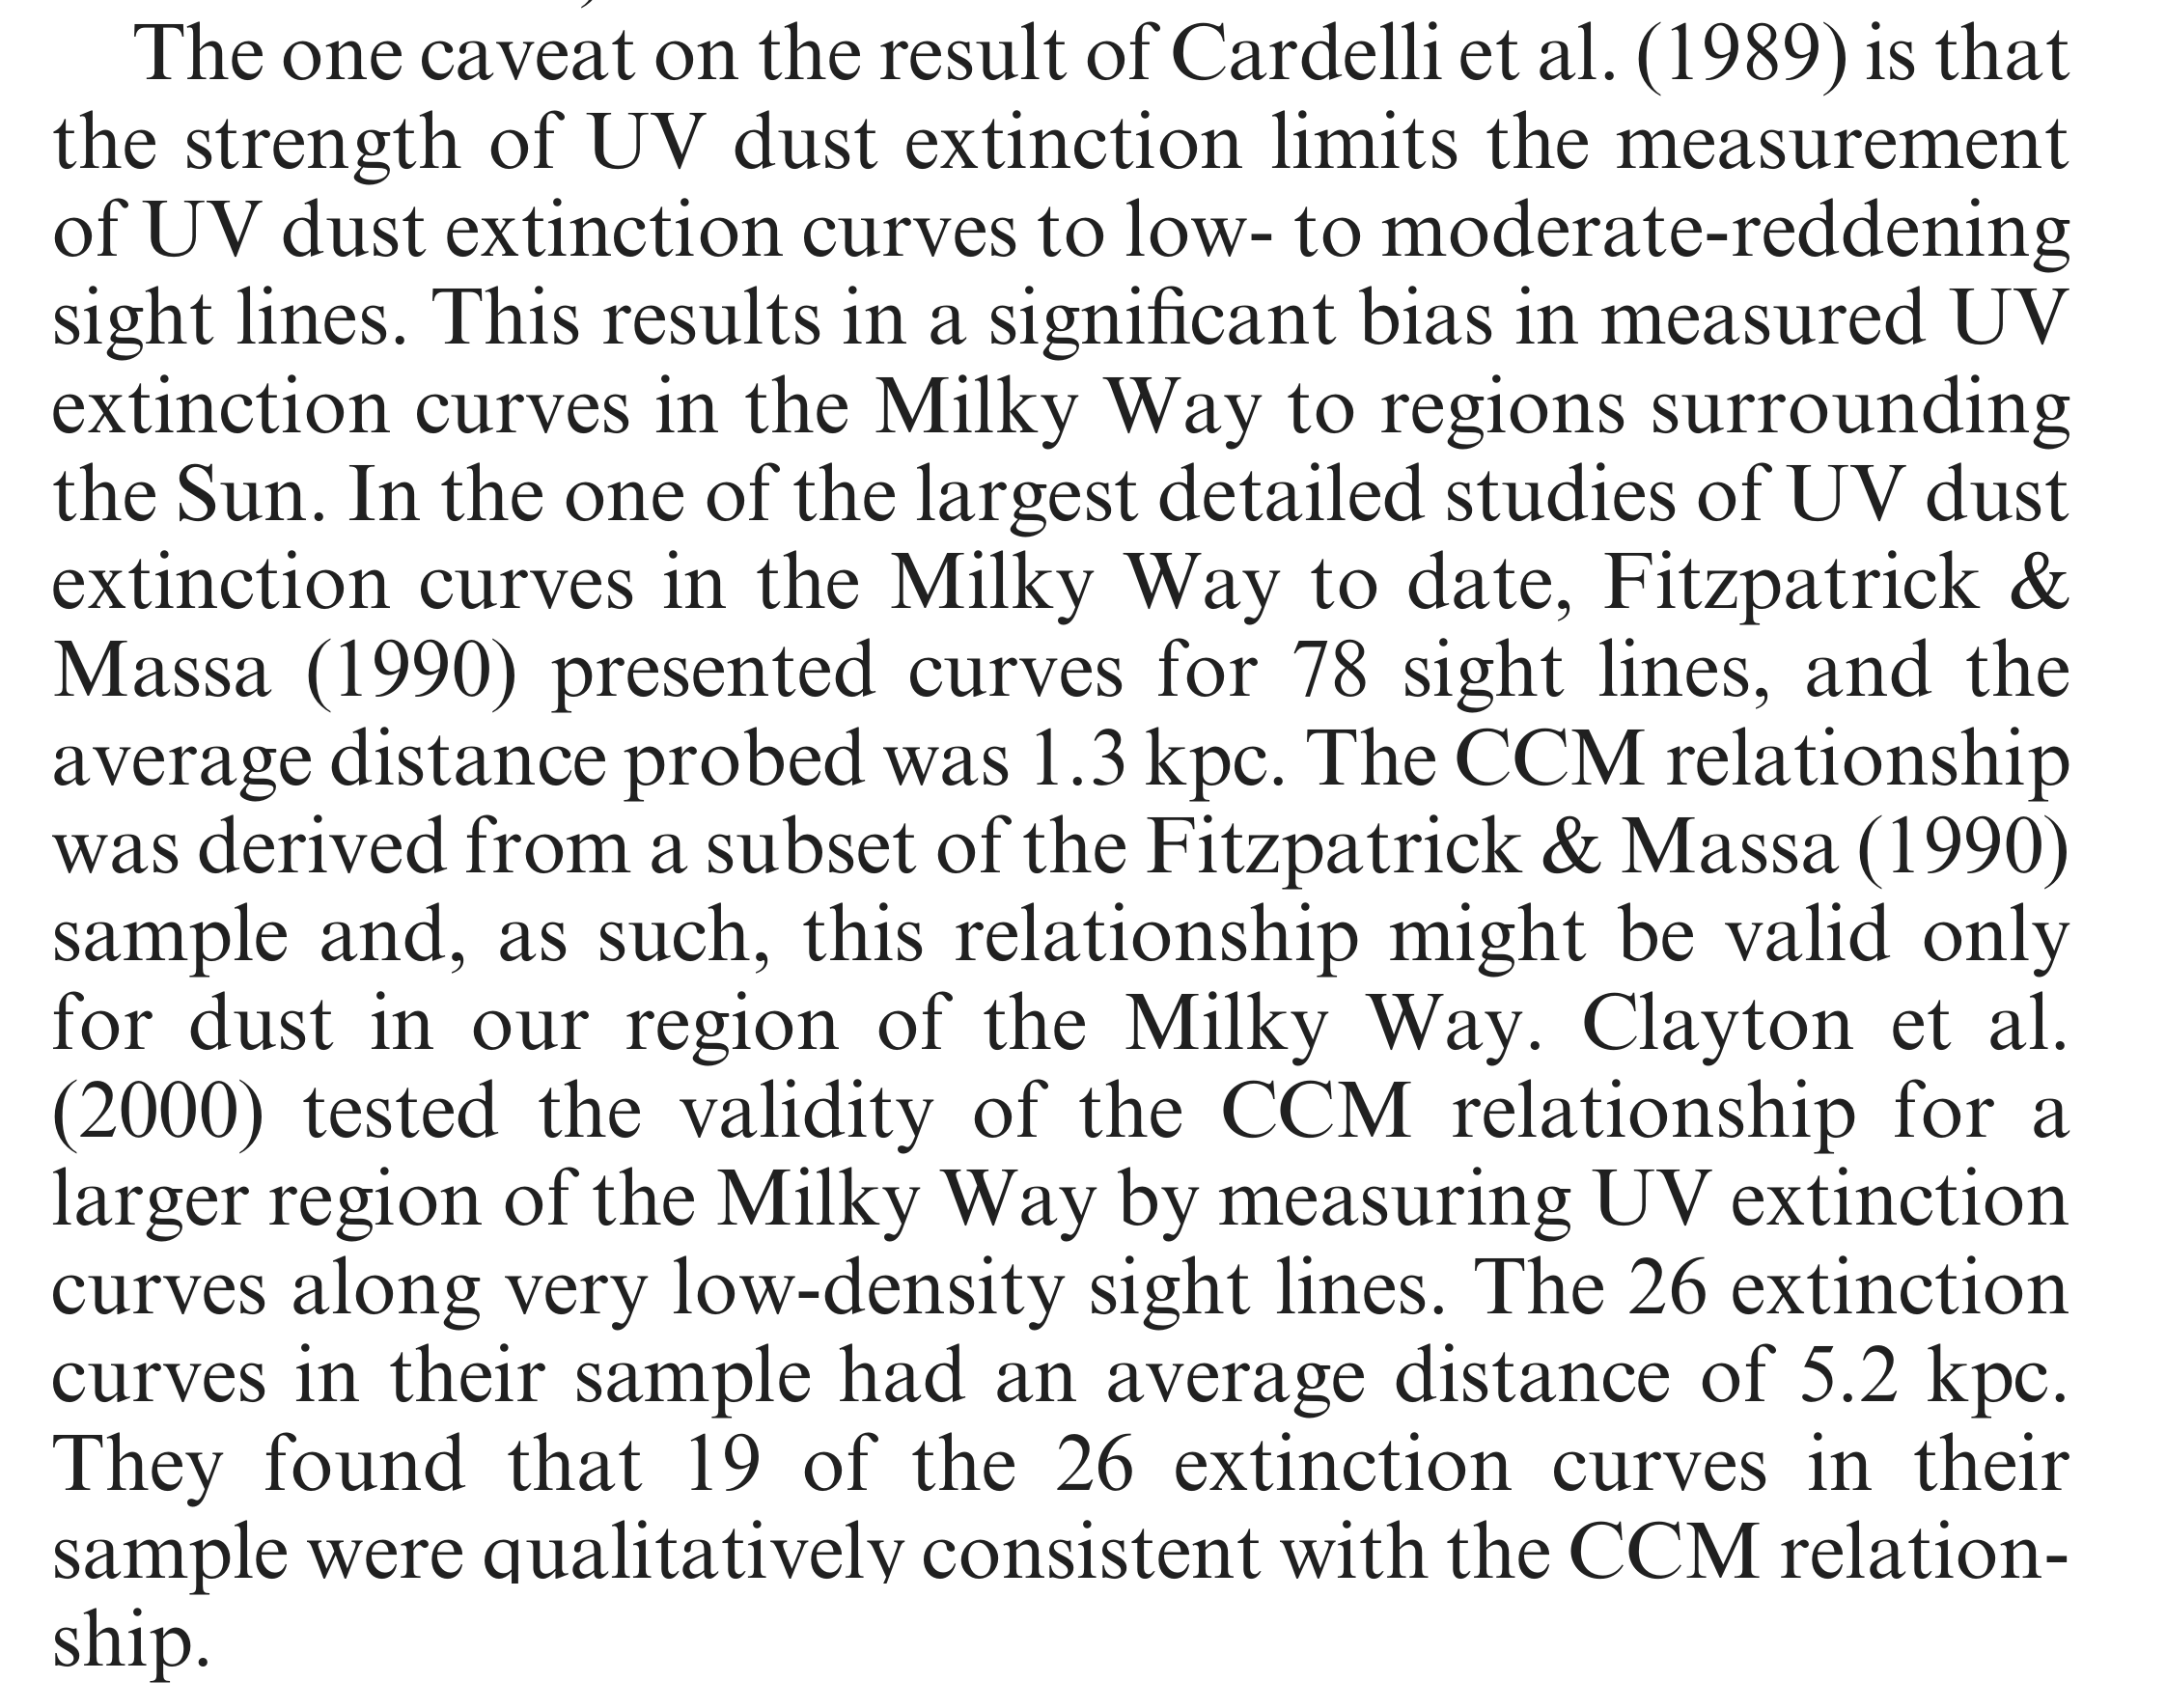 The one caveat on the result of Cardelli et al. (1989) is that
the strength of UV dust extinction limits the measurement
of UV dust extinction curves to low- to moderate-reddening
sight lines. This results in a significant bias in measured UV
extinction curves in the Milky Way to regions surrounding
the Sun. In the one of the largest detailed studies of UV dust
extinction curves in the Milky Way to date, Fitzpatrick &
Massa (1990) presented curves for 78 sight lines, and the
average distance probed was 1.3 kpc. The CCM relationship
was derived from a subset of the Fitzpatrick & Massa (1990)
sample and, as such, this relationship might be valid only
for dust in our region of the Milky Way. Clayton et al.
(2000) tested the validity of the CCM relationship for a
larger region of the Milky Way by measuring UV extinction
curves along very low-density sight lines. The 26 extinction
curves in their sample had an average distance of 5.2 kpc.
They found that 19 of the 26 extinction curves in their
sample were qualitatively consistent with the CCM relation-
ship.